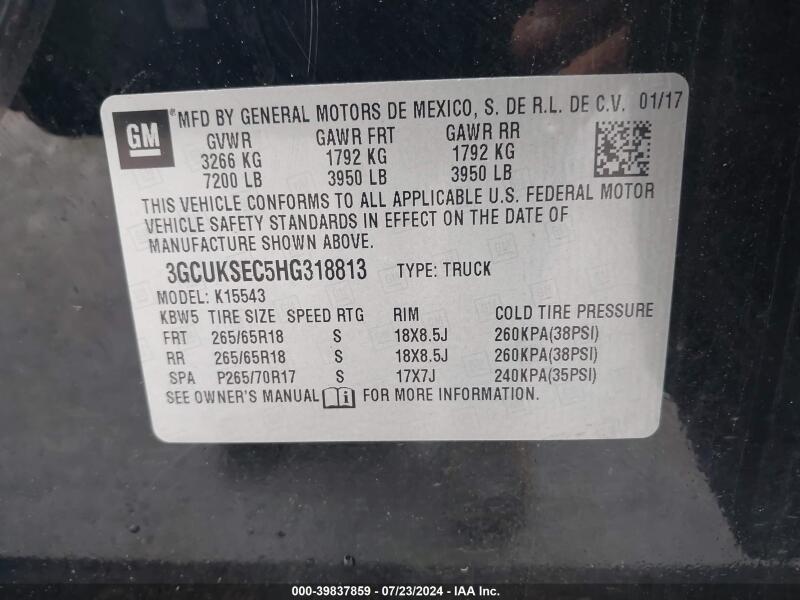 GM ® MFD BY GENERAL MOTORS DE MEXICO, S. DE R.L. DE C.V. 01/17
GVWR GAWR FRT GAWR RR
3266 KG 1792 KG 1792 KG
7200 LB 3950 LB 3950 LB
THIS VEHICLE CONFORMS TO ALL APPLICABLE U.S. FEDERAL MOTOR
VEHICLE SAFETY STANDARDS IN EFFECT ON THE DATE OF
MANUFACTURE SHOWN ABOVE.
3GCUKSEC5HG318813 TYPE: TRUCK
MODEL: K15543
KBW5 TIRE SIZE SPEED RTG RIM COLD TIRE PRESSURE
FRT 265/65R18 S 18X8.5J 260KPA(38PSI)
RR 265/65R18 S 18X8.5J 260KPA(38PSI)
SPA P265/70R17 S 17X7J 240KPA(35PSI)
SEE OWNER'S MANUAL FOR MORE INFORMATION.
000-39837859 / 07/23/2024 - IAA Inc.